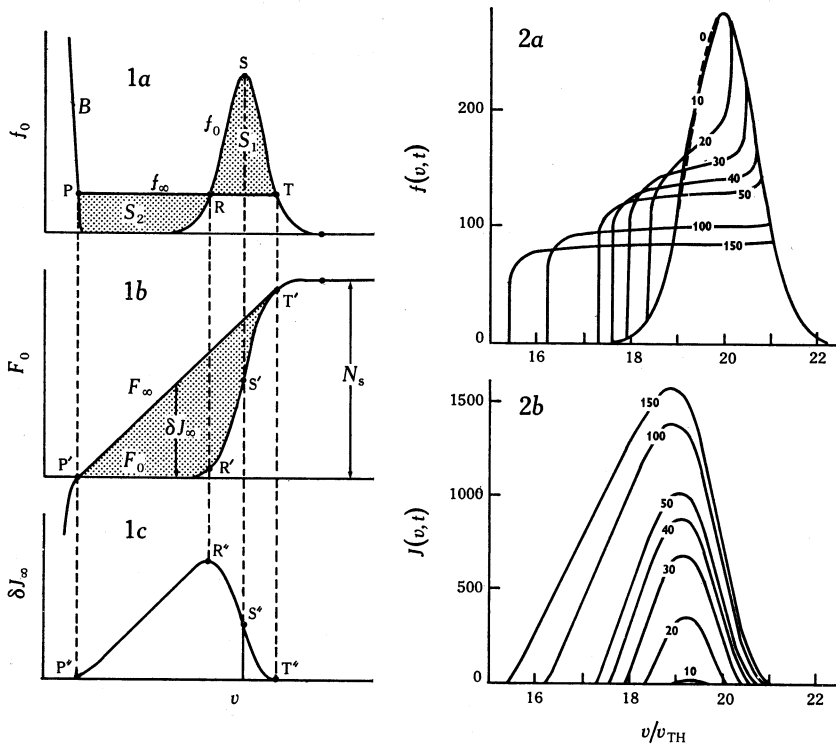 1a
f₀
B
P
f∞
S₂
R
f₀
S
S₁
T
1b
F₀
P′
F∞
F₀
δJ∞
R′
S′
T′
Nₛ
1c
δJ∞
P″
R″
S″
T″
v
2a
f(v,t)
200
100
0
0
10
20
30
40
50
100
150
16
18
20
22
2b
J(v,t)
1500
1000
500
0
150
100
50
40
30
20
10
16
18
20
22
v/v_TH